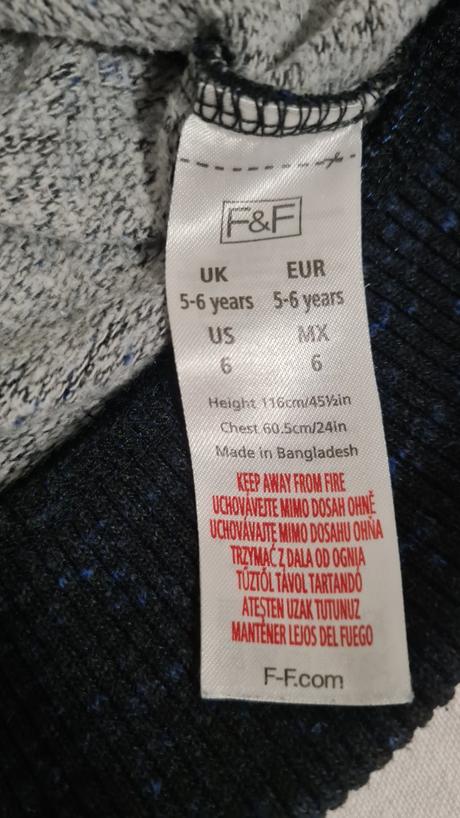 F&F
UK EUR
5-6 years 5-6 years
US MX
6 6
Height 116cm/45½in
Chest 60.5cm/24in
Made in Bangladesh
KEEP AWAY FROM FIRE
UCHOVÁVEJTE MIMO DOSAH OHNĚ
UCHOVÁVAJTE MIMO DOSAHU OHŇA
TRZYMAĆ Z DALA OD OGNIA
TŰZTŐL TÁVOL TARTANDÓ
ATEŞTEN UZAK TUTUNUZ
MANTENER LEJOS DEL FUEGO
F-F.com